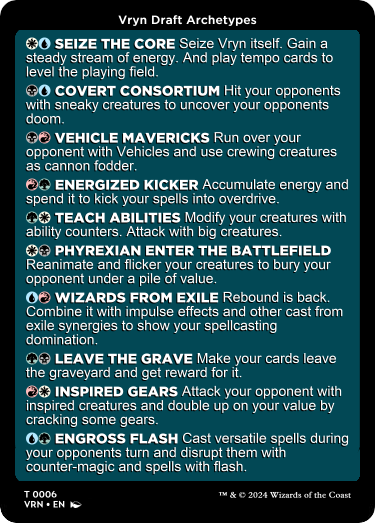 Vryn Draft Archetypes
SEIZE THE CORE Seize Vryn itself. Gain a
steady stream of energy. And play tempo cards to
level the playing field.
COVERT CONSORTIUM Hit your opponents
with sneaky creatures to uncover your opponents
doom.
VEHICLE MAVERICKS Run over your
opponent with Vehicles and use crewing creatures
as cannon fodder.
ENERGIZED KICKER Accumulate energy and
spend it to kick your spells into overdrive.
TEACH ABILITIES Modify your creatures with
ability counters. Attack with big creatures.
PHYREXIAN ENTER THE BATTLEFIELD
Reanimate and flicker your creatures to bury your
opponent under a pile of value.
WIZARDS FROM EXILE Rebound is back.
Combine it with impulse effects and other cast from
exile synergies to show your spellcasting
domination.
LEAVE THE GRAVE Make your cards leave
the graveyard and get reward for it.
INSPIRED GEARS Attack your opponent with
inspired creatures and double up on your value by
cracking some gears.
ENGROSS FLASH Cast versatile spells during
your opponents turn and disrupt them with
counter-magic and spells with flash.
T 0006
VRN • EN
™ & © 2024 Wizards of the Coast